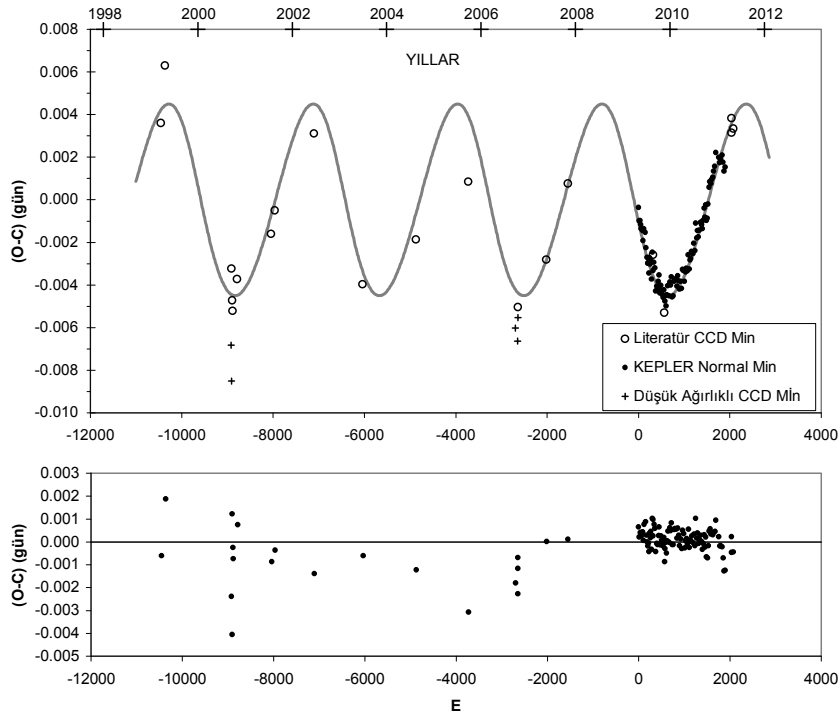 1998 2000 2002 2004 2006 2008 2010 2012
0.008
0.006
0.004
0.002
0.000
-0.002
-0.004
-0.006
-0.008
-0.010
(O-C) (gün)
YILLAR
Literatür CCD Min
KEPLER Normal Min
Düşük Ağırlıklı CCD Mİn
-12000 -10000 -8000 -6000 -4000 -2000 0 2000 4000
0.003
0.002
0.001
0.000
-0.001
-0.002
-0.003
-0.004
-0.005
(O-C) (gün)
-12000 -10000 -8000 -6000 -4000 -2000 0 2000 4000
E